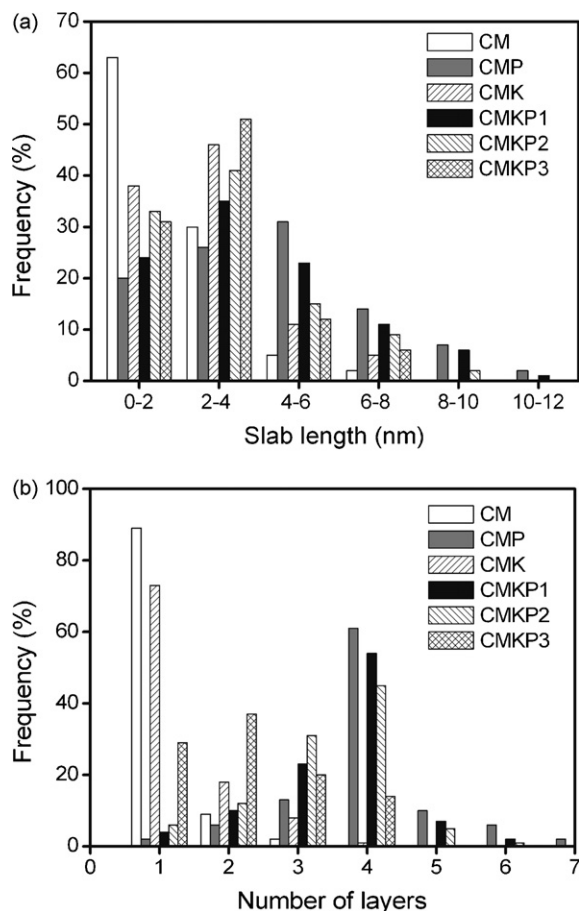 (a)
70
60
50
40
30
20
10
0
Frequency (%)
CM
CMP
CMK
CMKP1
CMKP2
CMKP3
0-2 2-4 4-6 6-8 8-10 10-12
Slab length (nm)
(b)
100
80
60
40
20
0
Frequency (%)
CM
CMP
CMK
CMKP1
CMKP2
CMKP3
0 1 2 3 4 5 6 7
Number of layers